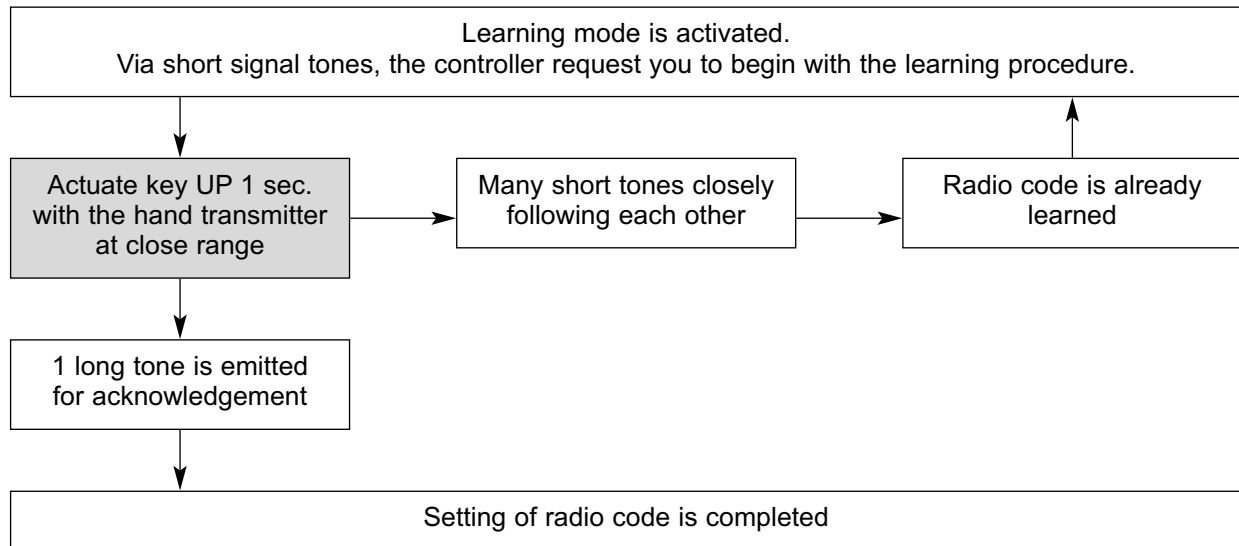 Learning mode is activated.
Via short signal tones, the controller request you to begin with the learning procedure.
Actuate key UP 1 sec.
with the hand transmitter
at close range
Many short tones closely
following each other
Radio code is already
learned
1 long tone is emitted
for acknowledgement
Setting of radio code is completed